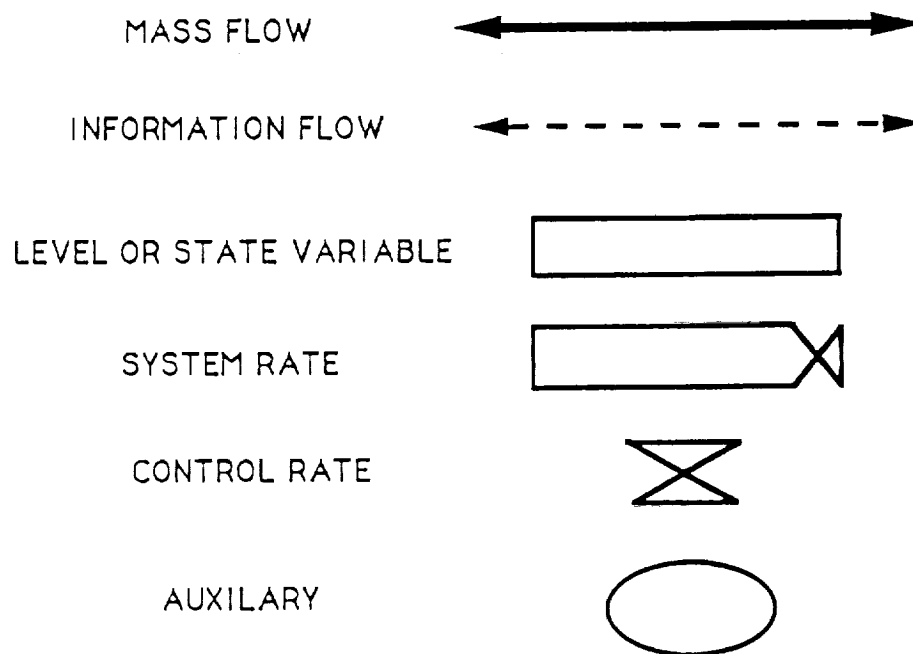 MASS FLOW
INFORMATION FLOW
LEVEL OR STATE VARIABLE
SYSTEM RATE
CONTROL RATE
AUXILARY